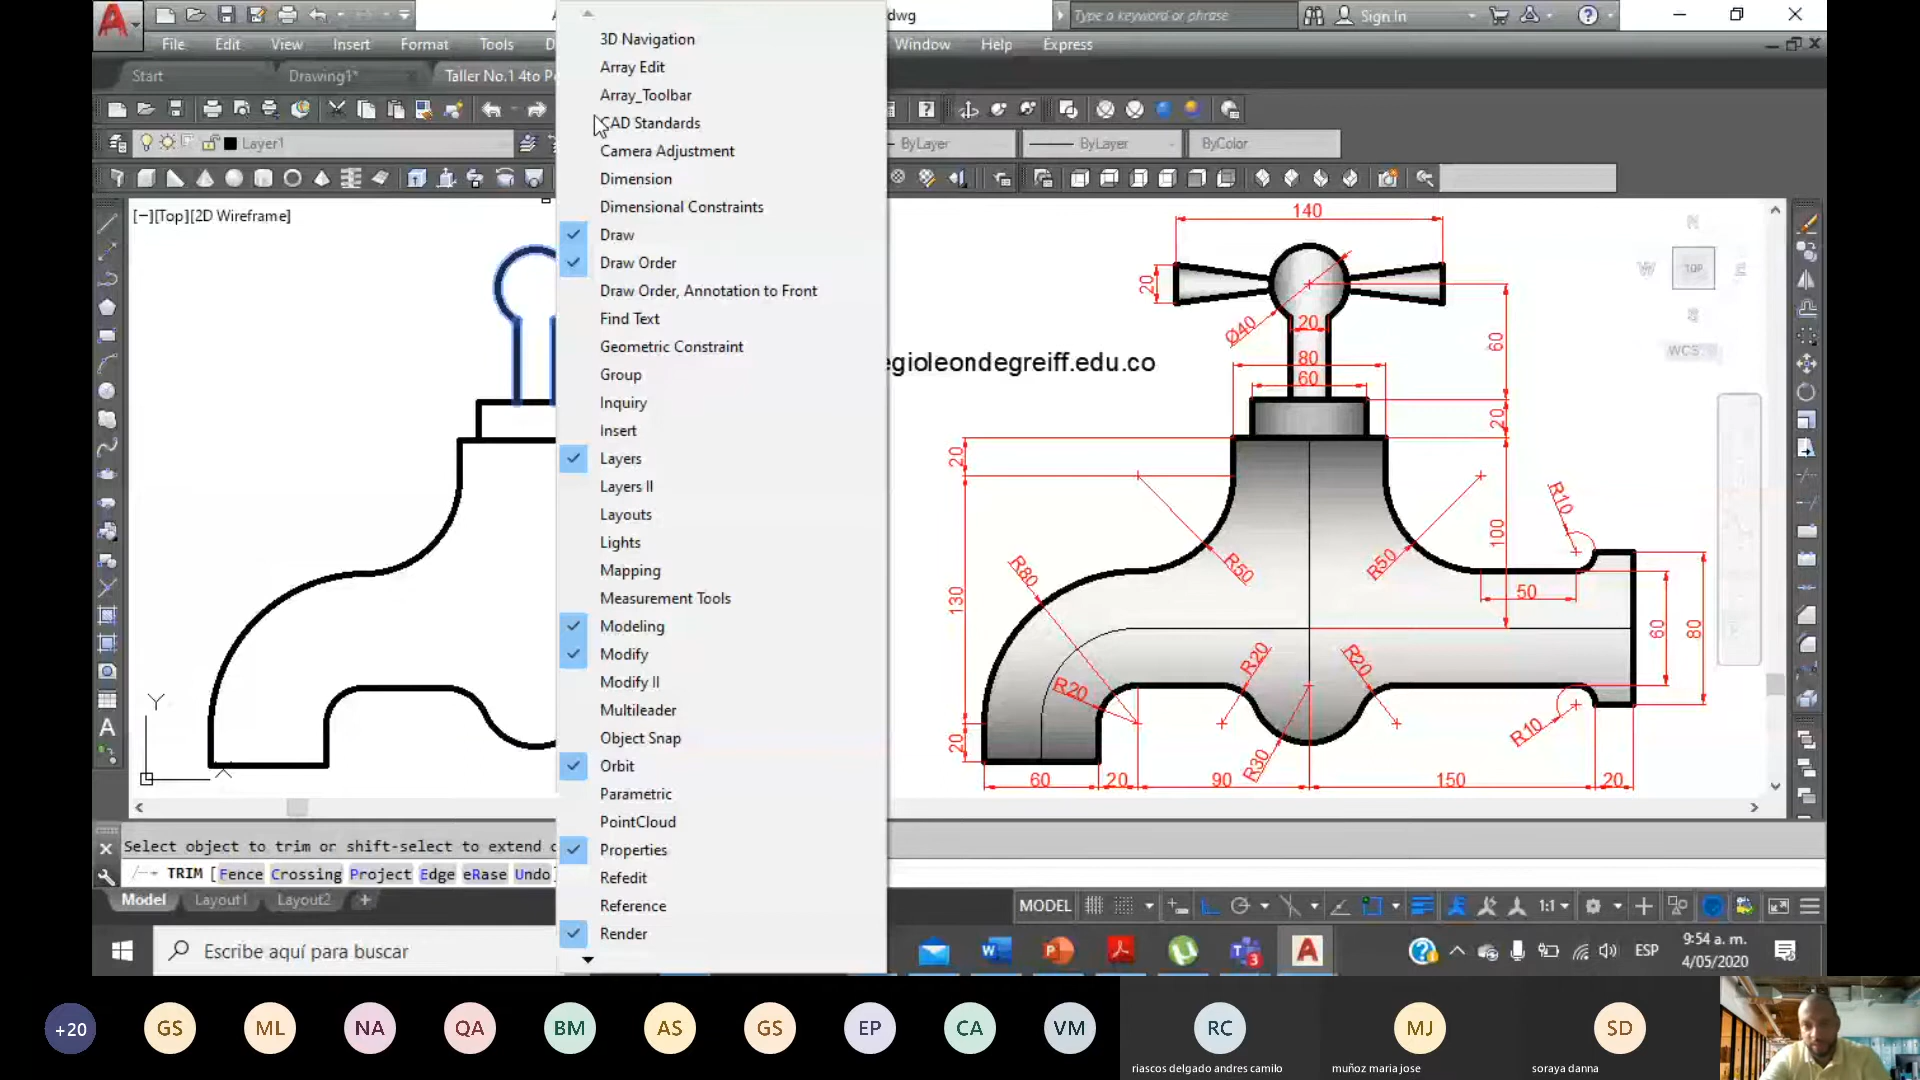 .dwg
Type a keyword or phrase
Sign In
File Edit View Insert Format Tools D
Window Help Express
Start
Drawing1*
Taller No.1 4to Pe
Layer1
ByLayer
ByLayer
ByColor
[−][Top][2D Wireframe]
3D Navigation
Array Edit
Array_Toolbar
CAD Standards
Camera Adjustment
Dimension
Dimensional Constraints
Draw
Draw Order
Draw Order, Annotation to Front
Find Text
Geometric Constraint
Group
Inquiry
Insert
Layers
Layers II
Layouts
Lights
Mapping
Measurement Tools
Modeling
Modify
Modify II
Multileader
Object Snap
Orbit
Parametric
PointCloud
Properties
Refedit
Reference
Render
egioleondegreiff.edu.co
140
20
Ø40
20
60
80
60
20
20
R10
100
R50
R50
R80
130
50
60
80
R20
R20
R20
R10
R30
20
60
20
90
150
20
N
W
TOP
E
S
WCS
Y
X
A
Select object to trim or shift-select to extend o
TRIM [Fence Crossing Project Edge eRase Undo]
Model Layout1 Layout2 +
MODEL
1:1
Escribe aquí para buscar
3
ESP
9:54 a. m.
4/05/2020
+20
GS
ML
NA
QA
BM
AS
GS
EP
CA
VM
RC
MJ
SD
riascos delgado andres camilo
muñoz maria jose
soraya danna